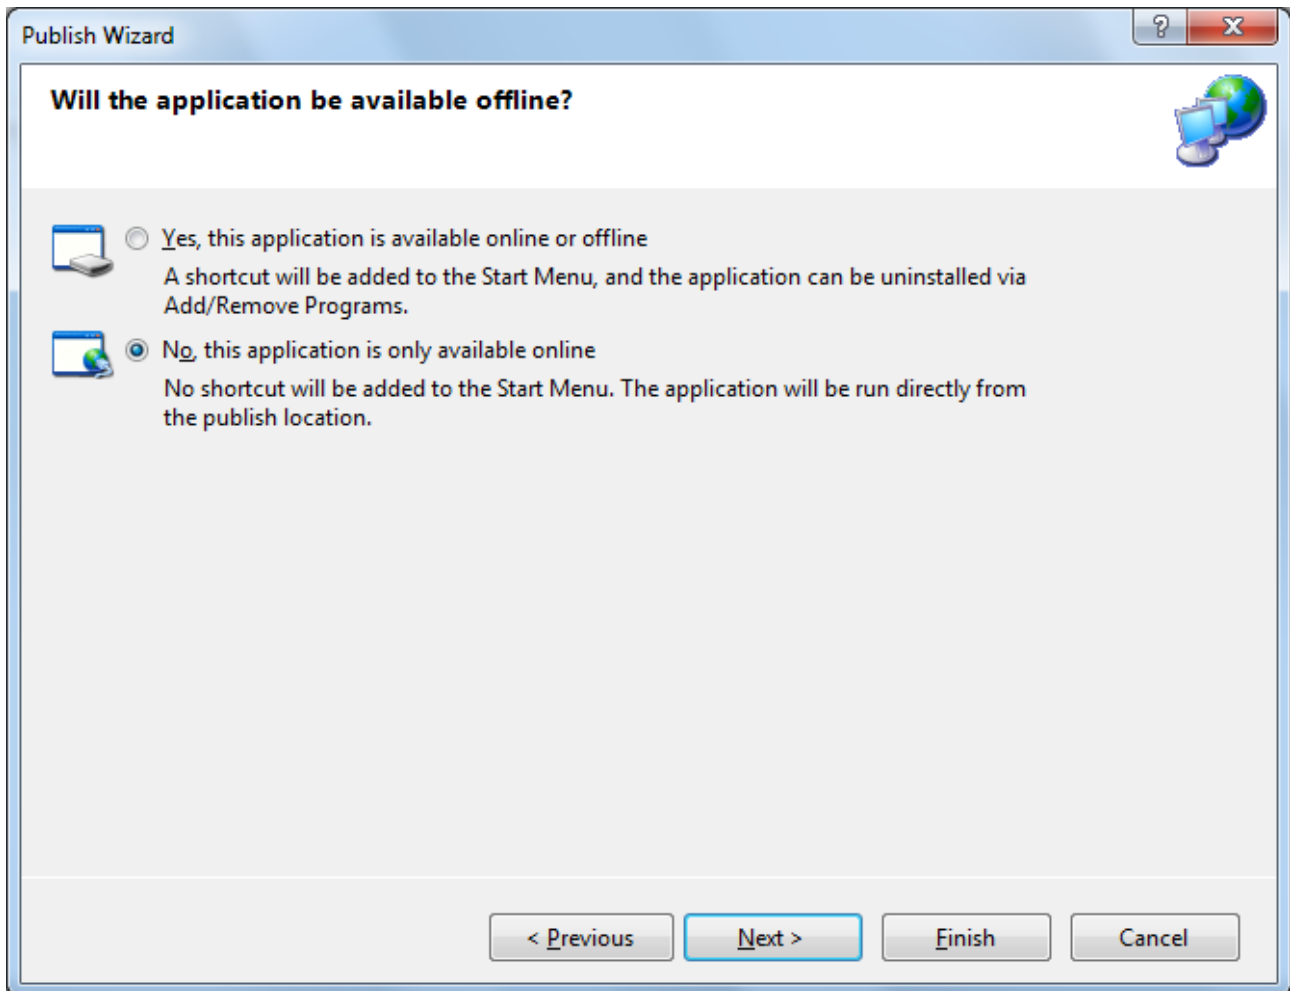 Publish Wizard
?
Will the application be available offline?
Yes, this application is available online or offline
A shortcut will be added to the Start Menu, and the application can be uninstalled via
Add/Remove Programs.
No, this application is only available online
No shortcut will be added to the Start Menu. The application will be run directly from
the publish location.
< Previous
Next >
Finish
Cancel